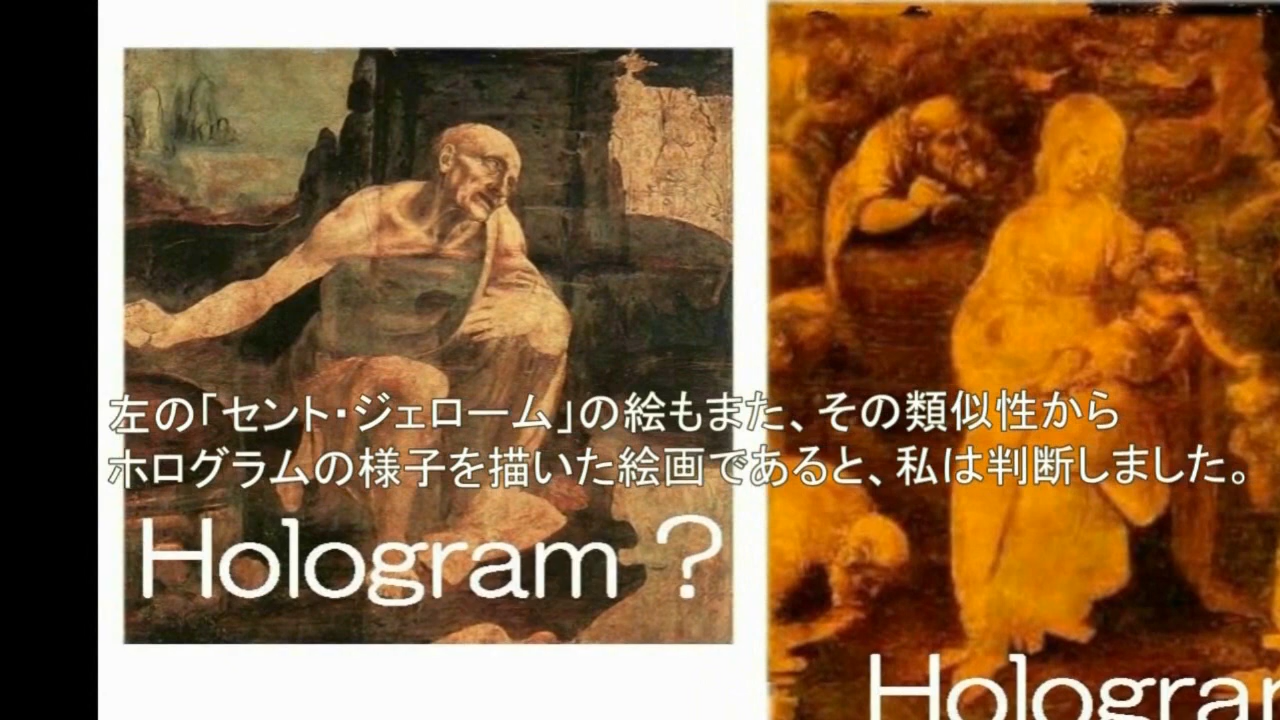 左の「セント・ジェローム」の絵もまた、その類似性から
ホログラムの様子を描いた絵画であると、私は判断しました。
Hologram ?
Hologra